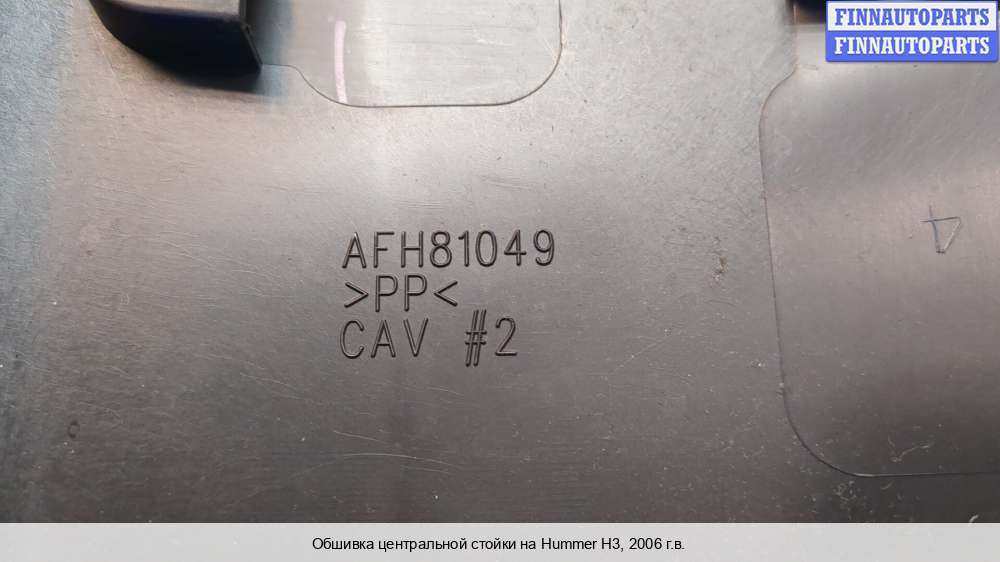 FINNAUTOPARTS
FINNAUTOPARTS
AFH81049
>PP<
CAV #2
Обшивка центральной стойки на Hummer H3, 2006 г.в.